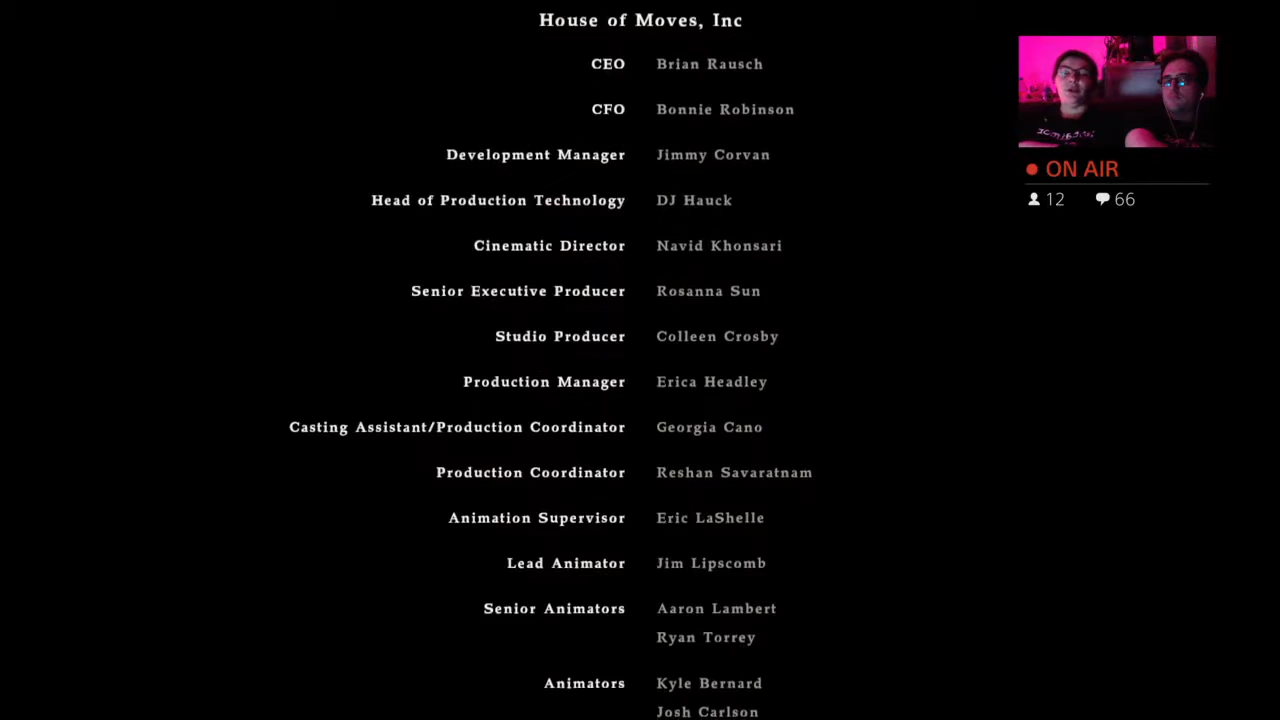 House of Moves, Inc
CEO Brian Rausch
CFO Bonnie Robinson
Development Manager Jimmy Corvan
Head of Production Technology DJ Hauck
Cinematic Director Navid Khonsari
Senior Executive Producer Rosanna Sun
Studio Producer Colleen Crosby
Production Manager Erica Headley
Casting Assistant/Production Coordinator Georgia Cano
Production Coordinator Reshan Savaratnam
Animation Supervisor Eric LaShelle
Lead Animator Jim Lipscomb
Senior Animators Aaron Lambert
Ryan Torrey
Animators Kyle Bernard
Josh Carlson
ON AIR
12 66